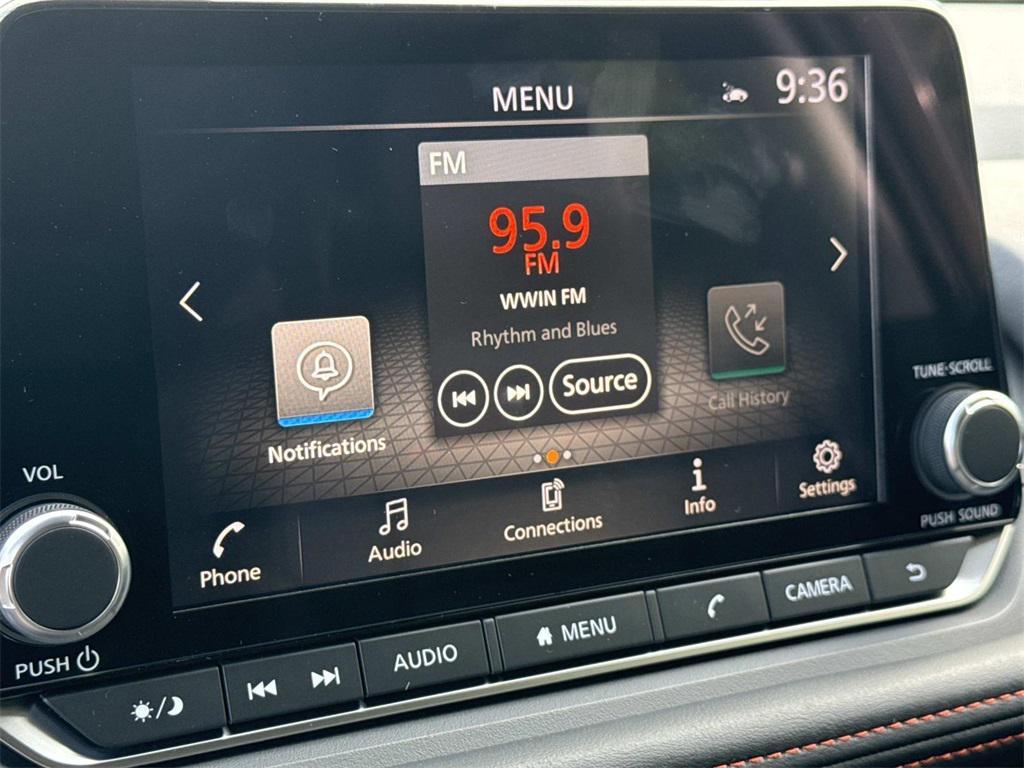 MENU
9:36
FM
95.9
FM
WWIN FM
Rhythm and Blues
Source
Notifications
Call History
Phone
Audio
Connections
Info
Settings
VOL
PUSH
TUNE·SCROLL
PUSH SOUND
AUDIO
MENU
CAMERA